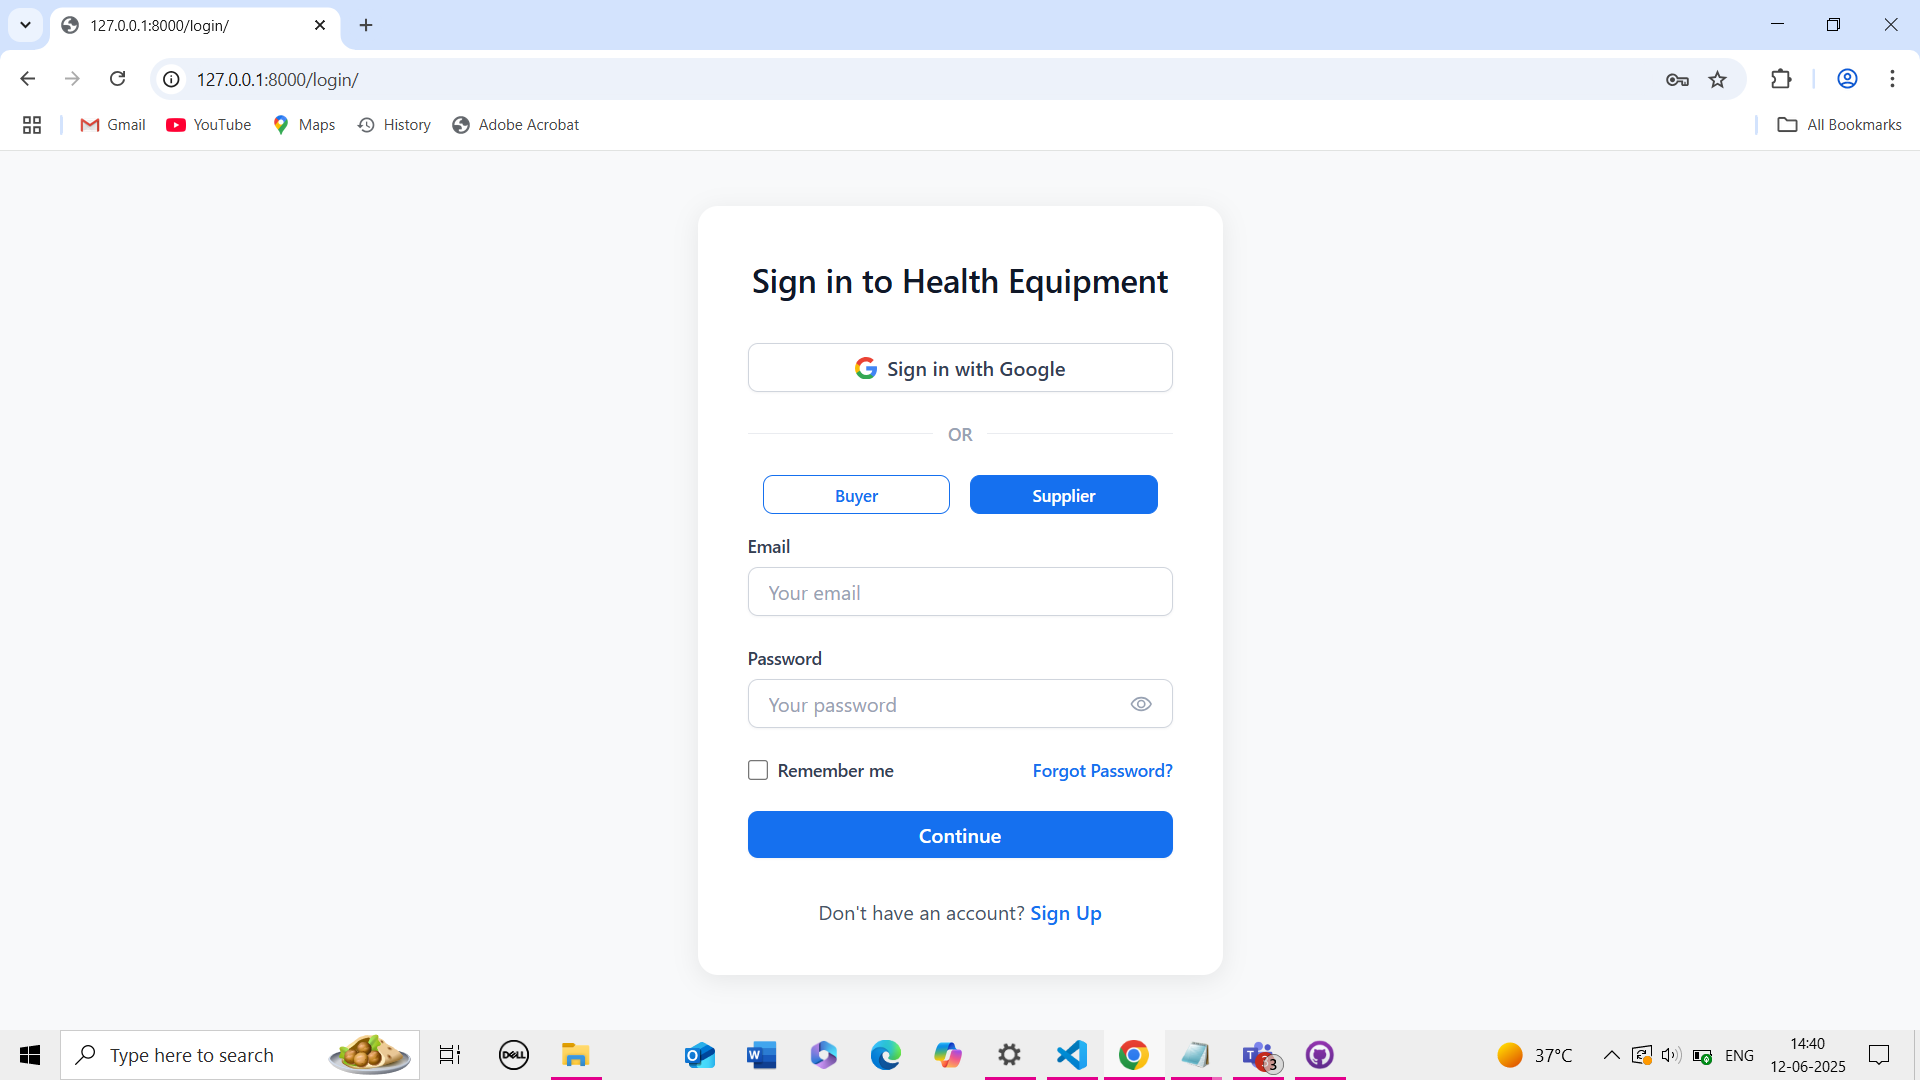 127.0.0.1:8000/login/
127.0.0.1:8000/login/
Gmail YouTube Maps History Adobe Acrobat All Bookmarks
Sign in to Health Equipment
Sign in with Google
OR
Buyer Supplier
Email
Your email
Password
Your password
Remember me Forgot Password?
Continue
Don't have an account? Sign Up
Type here to search DELL 37°C ENG 14:40
12-06-2025